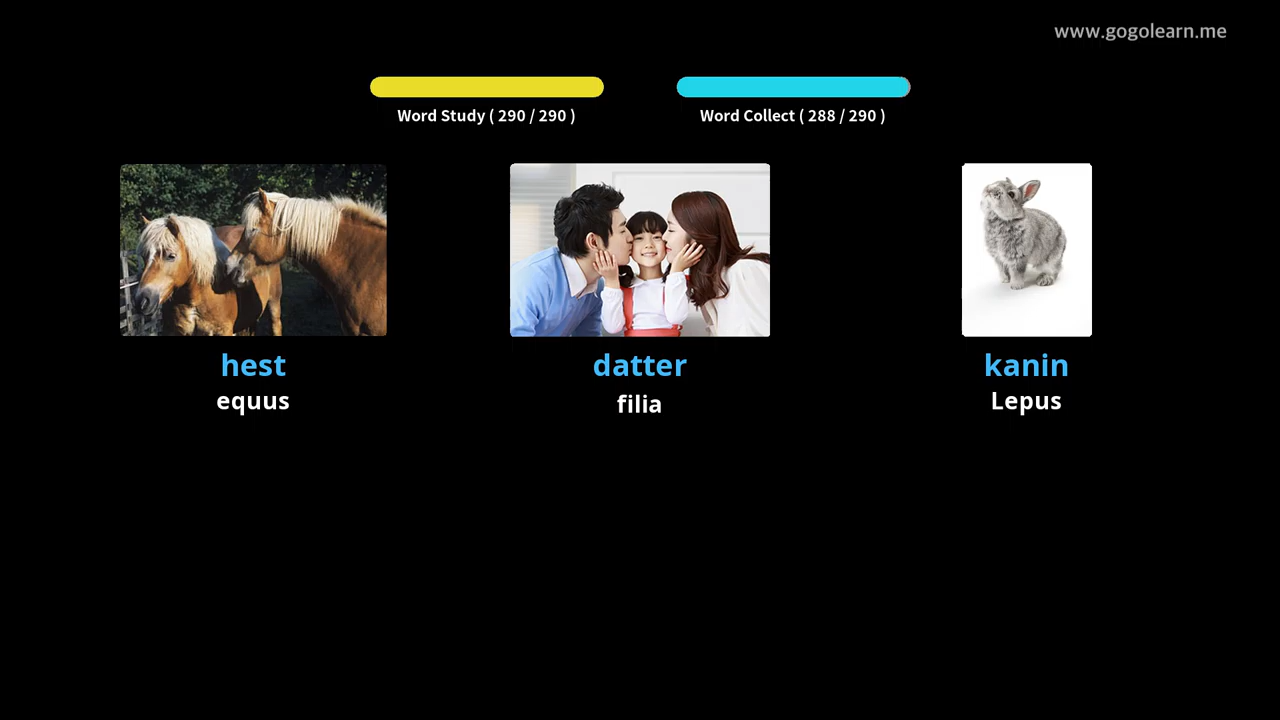 www.gogolearn.me
Word Study ( 290 / 290 )
Word Collect ( 288 / 290 )
hest
equus
datter
filia
kanin
Lepus